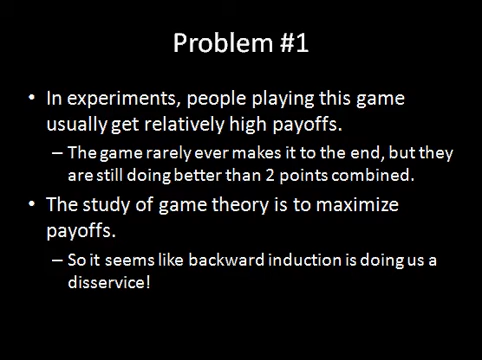 Problem #1
• In experiments, people playing this game
usually get relatively high payoffs.
– The game rarely ever makes it to the end, but they
are still doing better than 2 points combined.
• The study of game theory is to maximize
payoffs.
– So it seems like backward induction is doing us a
disservice!